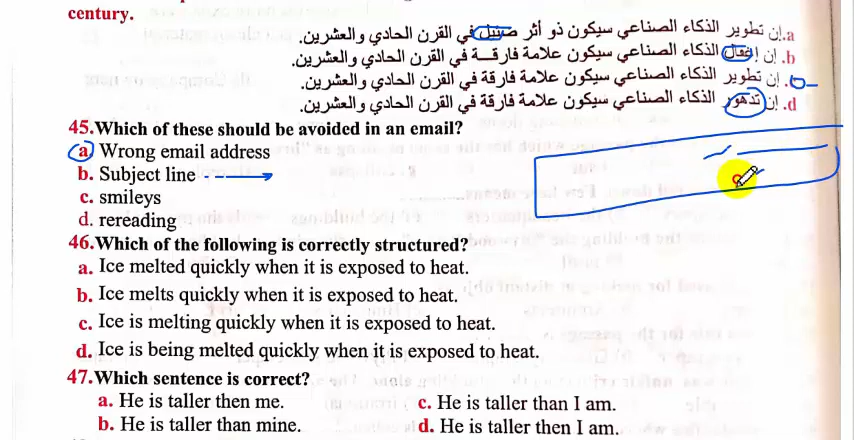 century.
a. إن تطوير الذكاء الصناعي سيكون ذو أثر ضئيل في القرن الحادي والعشرين.
b. إن إغفال الذكاء الصناعي سيكون علامة فارقــة في القرن الحادي والعشرين.
إن تطوير الذكاء الصناعي سيكون علامة فارقة في القرن الحادي والعشرين.
d. إن تدهور الذكاء الصناعي سيكون علامة فارقة في القرن الحادي والعشرين.
45.Which of these should be avoided in an email?
a. Wrong email address
b. Subject line
c. smileys
d. rereading
46.Which of the following is correctly structured?
a. Ice melted quickly when it is exposed to heat.
b. Ice melts quickly when it is exposed to heat.
c. Ice is melting quickly when it is exposed to heat.
d. Ice is being melted quickly when it is exposed to heat.
47.Which sentence is correct?
a. He is taller then me. c. He is taller than I am.
b. He is taller than mine. d. He is taller then I am.